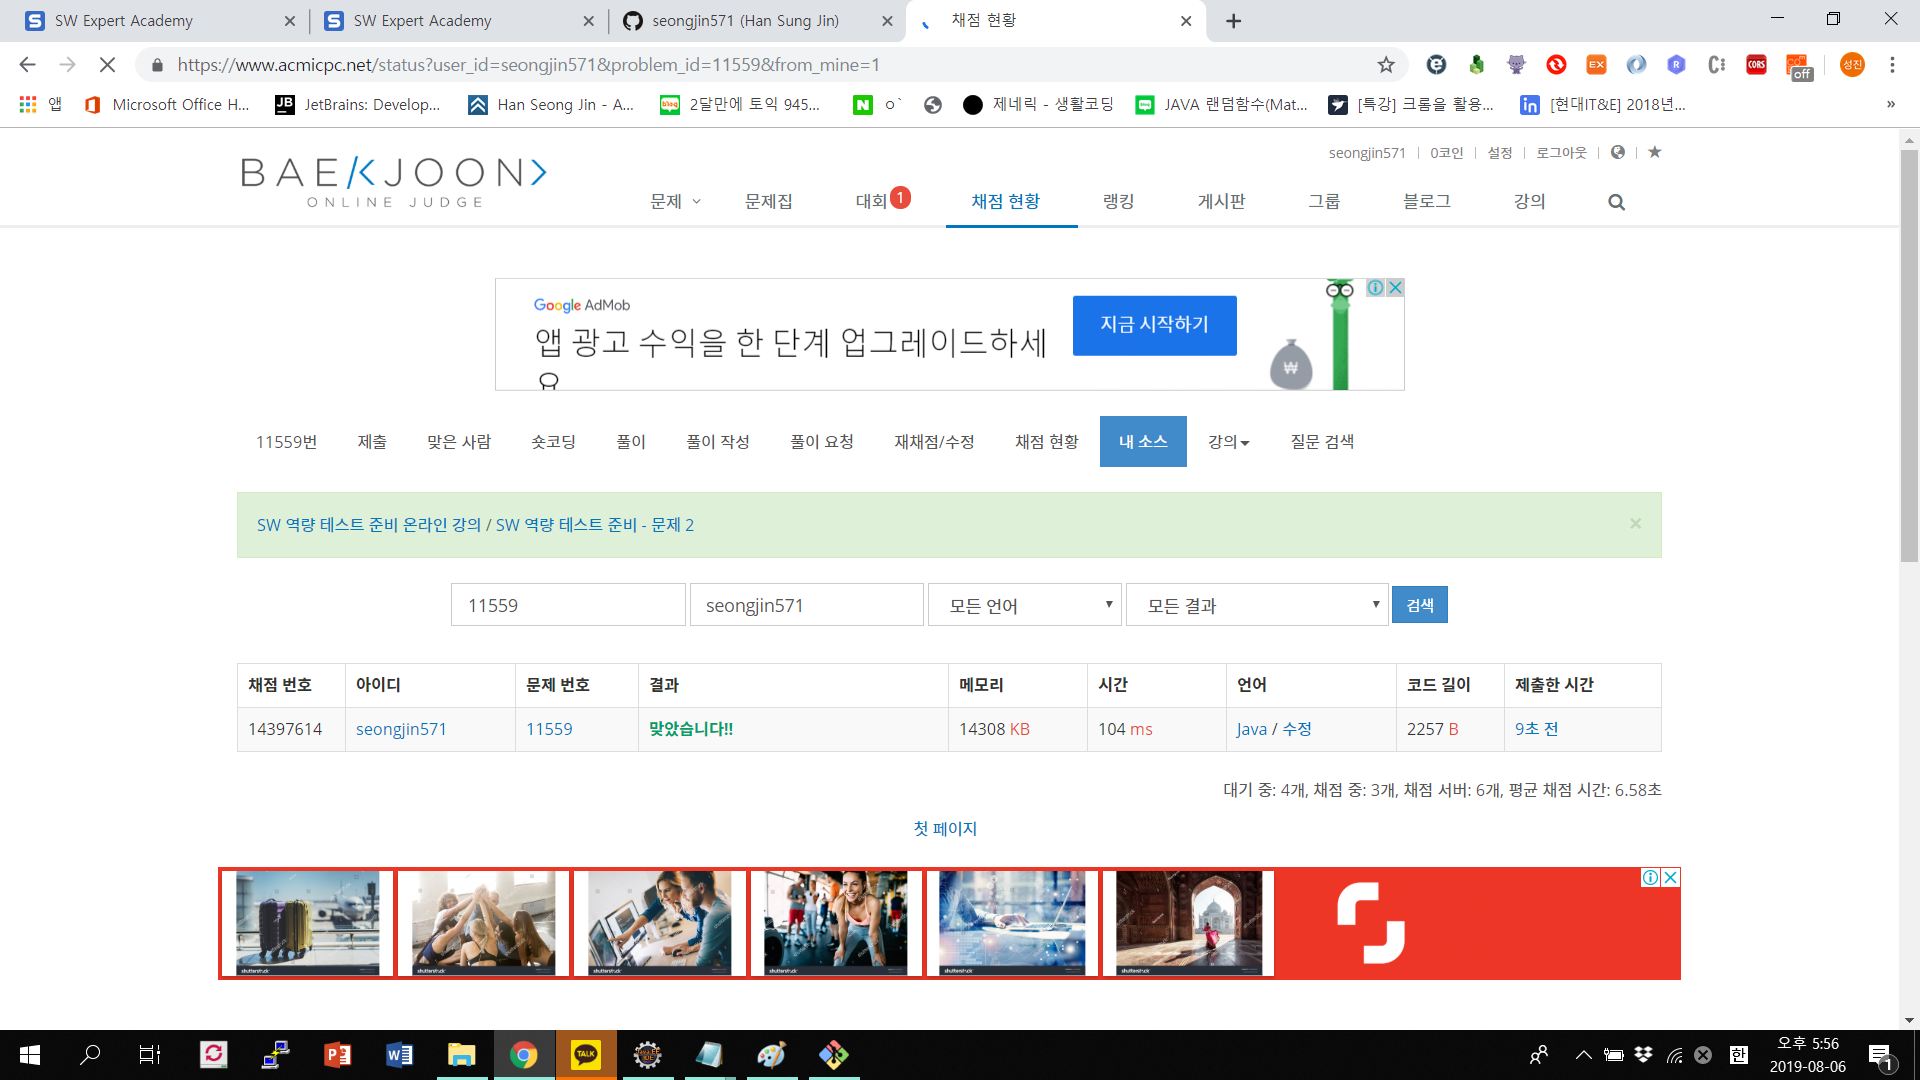 SW Expert Academy
SW Expert Academy
seongjin571 (Han Sung Jin)
채점 현황
https://www.acmicpc.net/status?user_id=seongjin571&problem_id=11559&from_mine=1
EX
R
CORS
off
성진
앱
Microsoft Office H...
JetBrains: Develop...
Han Seong Jin - A...
2달만에 토익 945...
ㅇ`
제네릭 - 생활코딩
JAVA 랜덤함수(Mat...
[특강] 크롬을 활용...
[현대IT&E] 2018년...
»
seongjin571
0코인
설정
로그아웃
BAEKJOON
ONLINE JUDGE
문제
문제집
대회 1
채점 현황
랭킹
게시판
그룹
블로그
강의
Google AdMob
앱 광고 수익을 한 단계 업그레이드하세
지금 시작하기
11559번
제출
맞은 사람
숏코딩
풀이
풀이 작성
풀이 요청
재채점/수정
채점 현황
내 소스
강의
질문 검색
SW 역량 테스트 준비 온라인 강의 / SW 역량 테스트 준비 - 문제 2
×
11559
seongjin571
모든 언어
모든 결과
검색
채점 번호 아이디 문제 번호 결과 메모리 시간 언어 코드 길이 제출한 시간
14397614 seongjin571 11559 맞았습니다!! 14308 KB 104 ms Java / 수정 2257 B 9초 전
대기 중: 4개, 채점 중: 3개, 채점 서버: 6개, 평균 채점 시간: 6.58초
첫 페이지
shutterstock
shutterstock
shutterstock
shutterstock
shutterstock
shutterstock
TALK
한
오후 5:56
2019-08-06
1